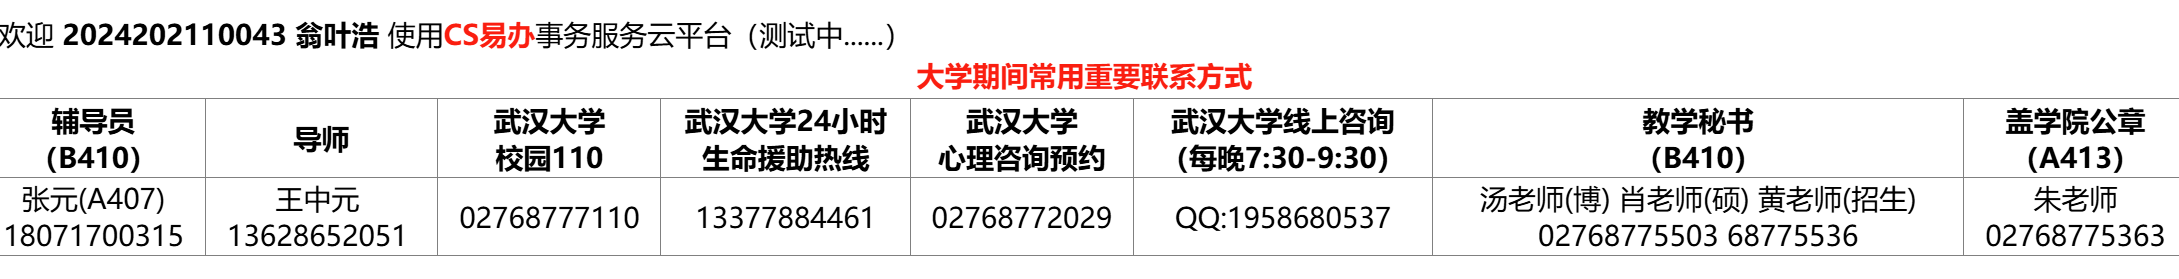 欢迎 2024202110043 翁叶浩 使用CS易办事务服务云平台（测试中......）
大学期间常用重要联系方式
辅导员
（B410）
导师
武汉大学
校园110
武汉大学24小时
生命援助热线
武汉大学
心理咨询预约
武汉大学线上咨询
（每晚7:30-9:30）
教学秘书
（B410）
盖学院公章
（A413）
张元(A407)
18071700315
王中元
13628652051
02768777110
13377884461
02768772029
QQ:1958680537
汤老师(博) 肖老师(硕) 黄老师(招生)
02768775503 68775536
朱老师
02768775363